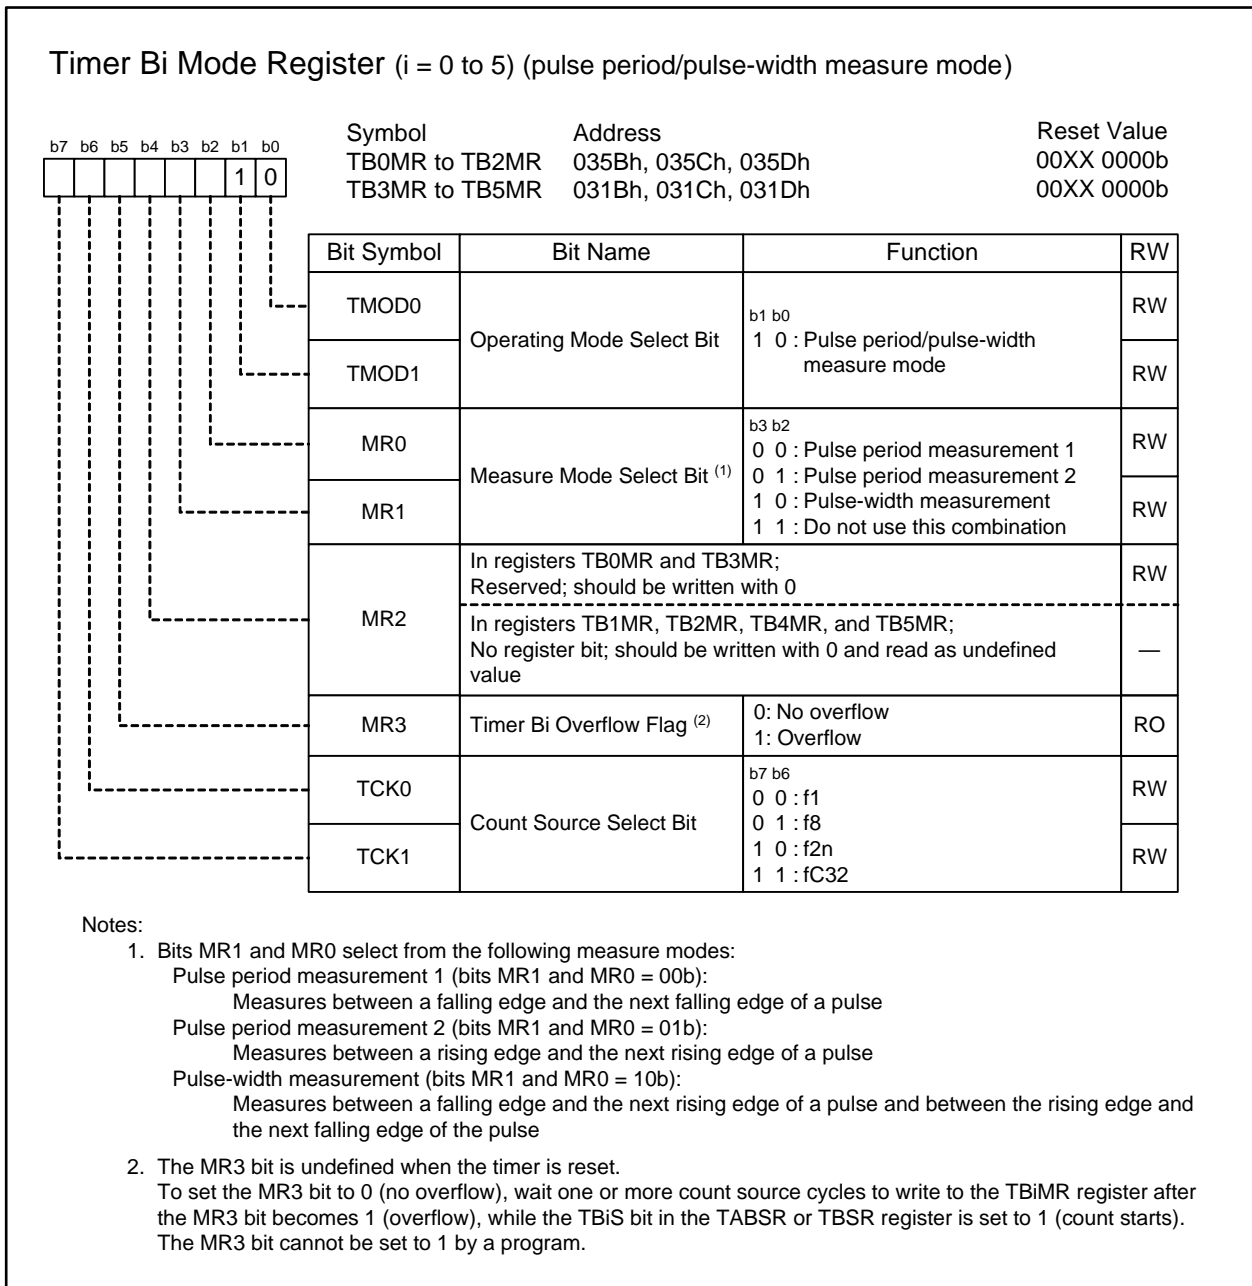 Timer Bi Mode Register (i = 0 to 5) (pulse period/pulse-width measure mode)
b7 b6 b5 b4 b3 b2 b1 b0
1 0
Symbol Address Reset Value
TB0MR to TB2MR 035Bh, 035Ch, 035Dh 00XX 0000b
TB3MR to TB5MR 031Bh, 031Ch, 031Dh 00XX 0000b
Bit Symbol Bit Name Function RW
TMOD0 RW
Operating Mode Select Bit
b1 b0
1 0 : Pulse period/pulse-width
measure mode
TMOD1 RW
MR0 RW
Measure Mode Select Bit (1)
b3 b2
0 0 : Pulse period measurement 1
0 1 : Pulse period measurement 2
1 0 : Pulse-width measurement
1 1 : Do not use this combination
MR1 RW
MR2
In registers TB0MR and TB3MR;
Reserved; should be written with 0
RW
In registers TB1MR, TB2MR, TB4MR, and TB5MR;
No register bit; should be written with 0 and read as undefined
value
—
MR3 Timer Bi Overflow Flag (2)
0: No overflow
1: Overflow
RO
TCK0 RW
Count Source Select Bit
b7 b6
0 0 : f1
0 1 : f8
1 0 : f2n
1 1 : fC32
TCK1 RW
Notes:
1. Bits MR1 and MR0 select from the following measure modes:
Pulse period measurement 1 (bits MR1 and MR0 = 00b):
Measures between a falling edge and the next falling edge of a pulse
Pulse period measurement 2 (bits MR1 and MR0 = 01b):
Measures between a rising edge and the next rising edge of a pulse
Pulse-width measurement (bits MR1 and MR0 = 10b):
Measures between a falling edge and the next rising edge of a pulse and between the rising edge and
the next falling edge of the pulse
2. The MR3 bit is undefined when the timer is reset.
To set the MR3 bit to 0 (no overflow), wait one or more count source cycles to write to the TBiMR register after
the MR3 bit becomes 1 (overflow), while the TBiS bit in the TABSR or TBSR register is set to 1 (count starts).
The MR3 bit cannot be set to 1 by a program.